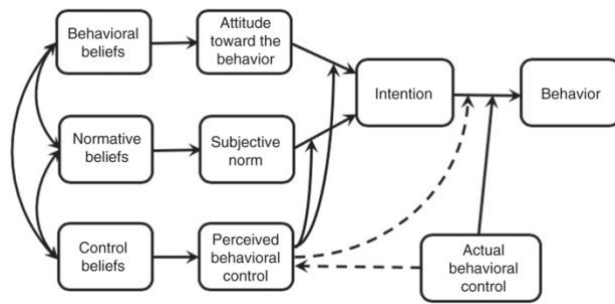 Behavioral
beliefs
Attitude
toward the
behavior
Intention
Behavior
Normative
beliefs
Subjective
norm
Control
beliefs
Perceived
behavioral
control
Actual
behavioral
control